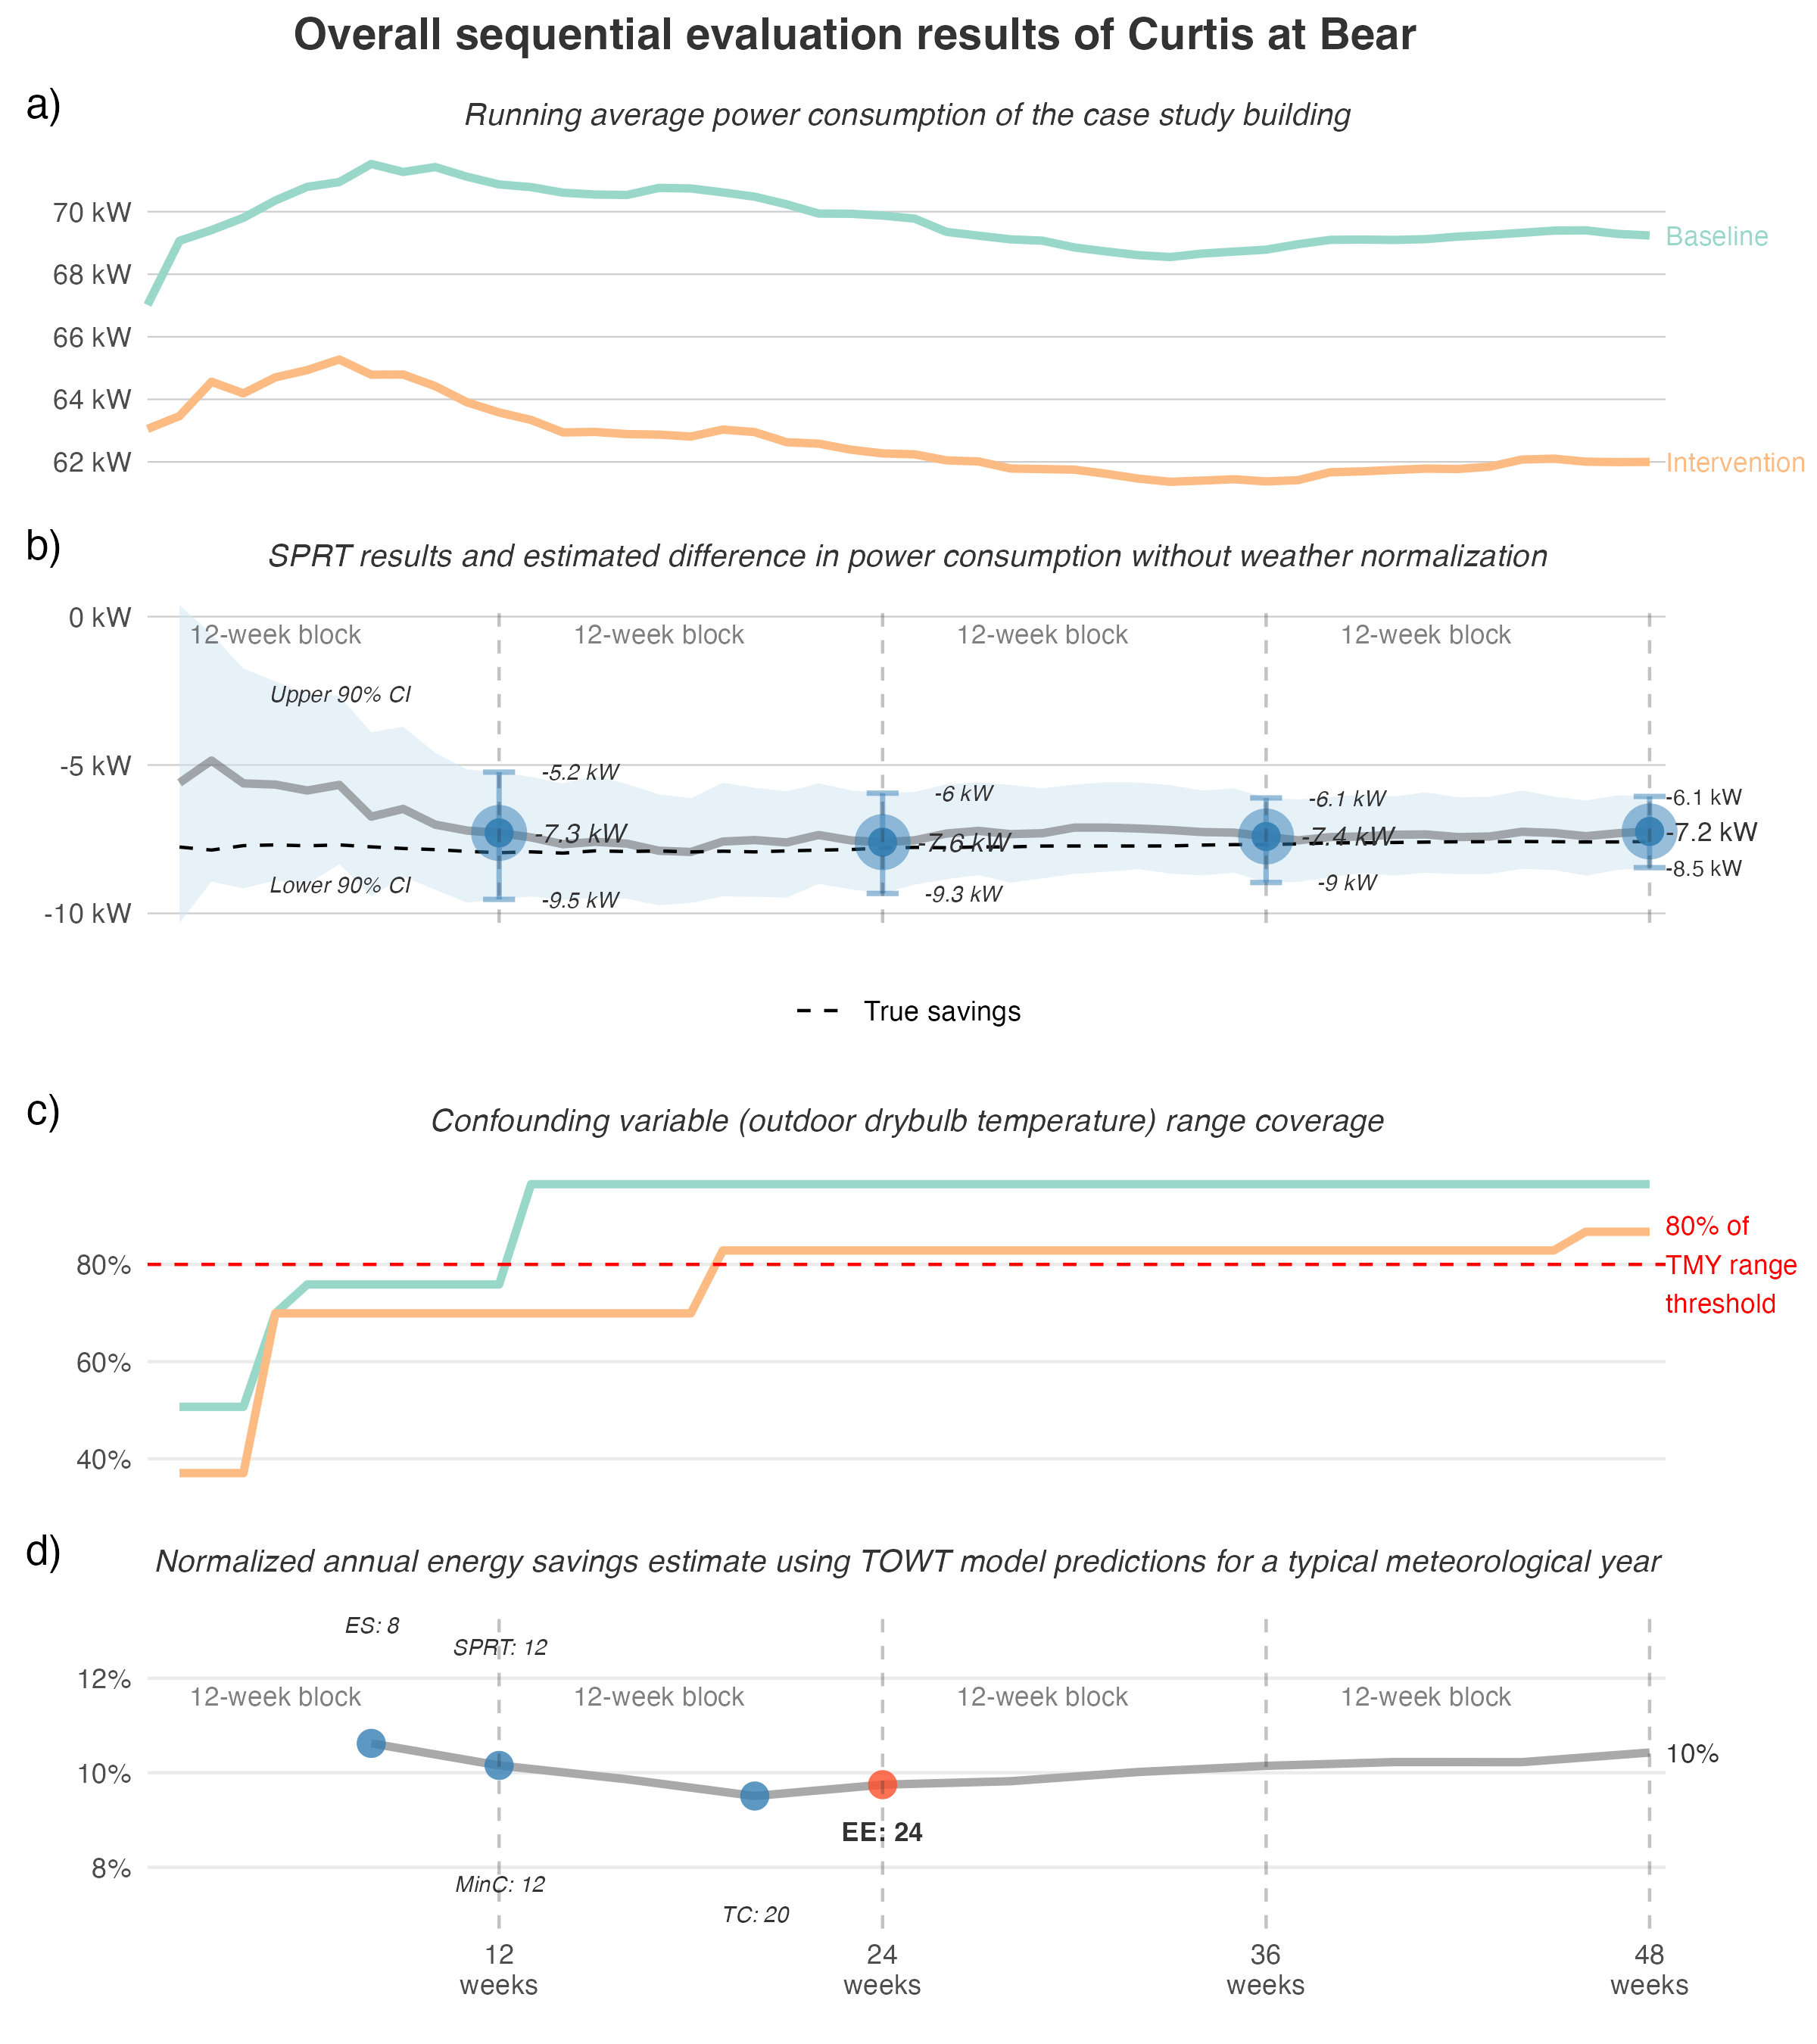 Overall sequential evaluation results of Curtis at Bear
a)
Running average power consumption of the case study building
70 kW
68 kW
66 kW
64 kW
62 kW
Baseline
Intervention
b)
SPRT results and estimated difference in power consumption without weather normalization
0 kW
-5 kW
-10 kW
12-week block
12-week block
12-week block
12-week block
Upper 90% CI
Lower 90% CI
-5.2 kW
-7.3 kW
-9.5 kW
-6 kW
-7.6 kW
-9.3 kW
-6.1 kW
-7.4 kW
-9 kW
-6.1 kW
-7.2 kW
-8.5 kW
True savings
c)
Confounding variable (outdoor drybulb temperature) range coverage
80%
60%
40%
80% of
TMY range
threshold
d)
Normalized annual energy savings estimate using TOWT model predictions for a typical meteorological year
ES: 8
SPRT: 12
12%
10%
8%
12-week block
12-week block
12-week block
12-week block
10%
EE: 24
MinC: 12
TC: 20
12
weeks
24
weeks
36
weeks
48
weeks